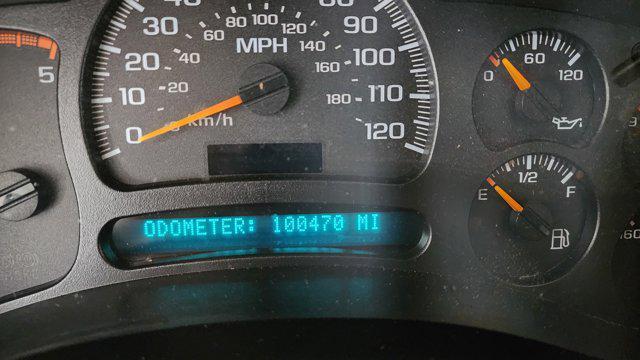 30 80 100 120 90
60 140
40 MPH 160 100
20 20 180 110
10 km/h 120
0
5
ODOMETER: 100470 MI
0 60 120
E 1/2 F
160